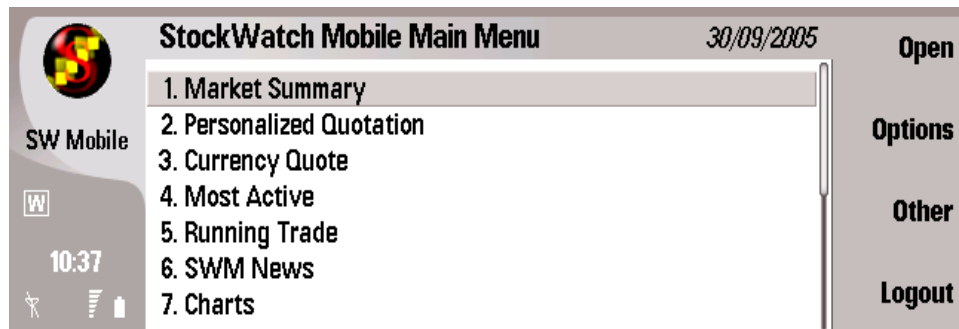 StockWatch Mobile Main Menu
30/09/2005
SW Mobile
W
10:37
1. Market Summary
2. Personalized Quotation
3. Currency Quote
4. Most Active
5. Running Trade
6. SWM News
7. Charts
Open
Options
Other
Logout